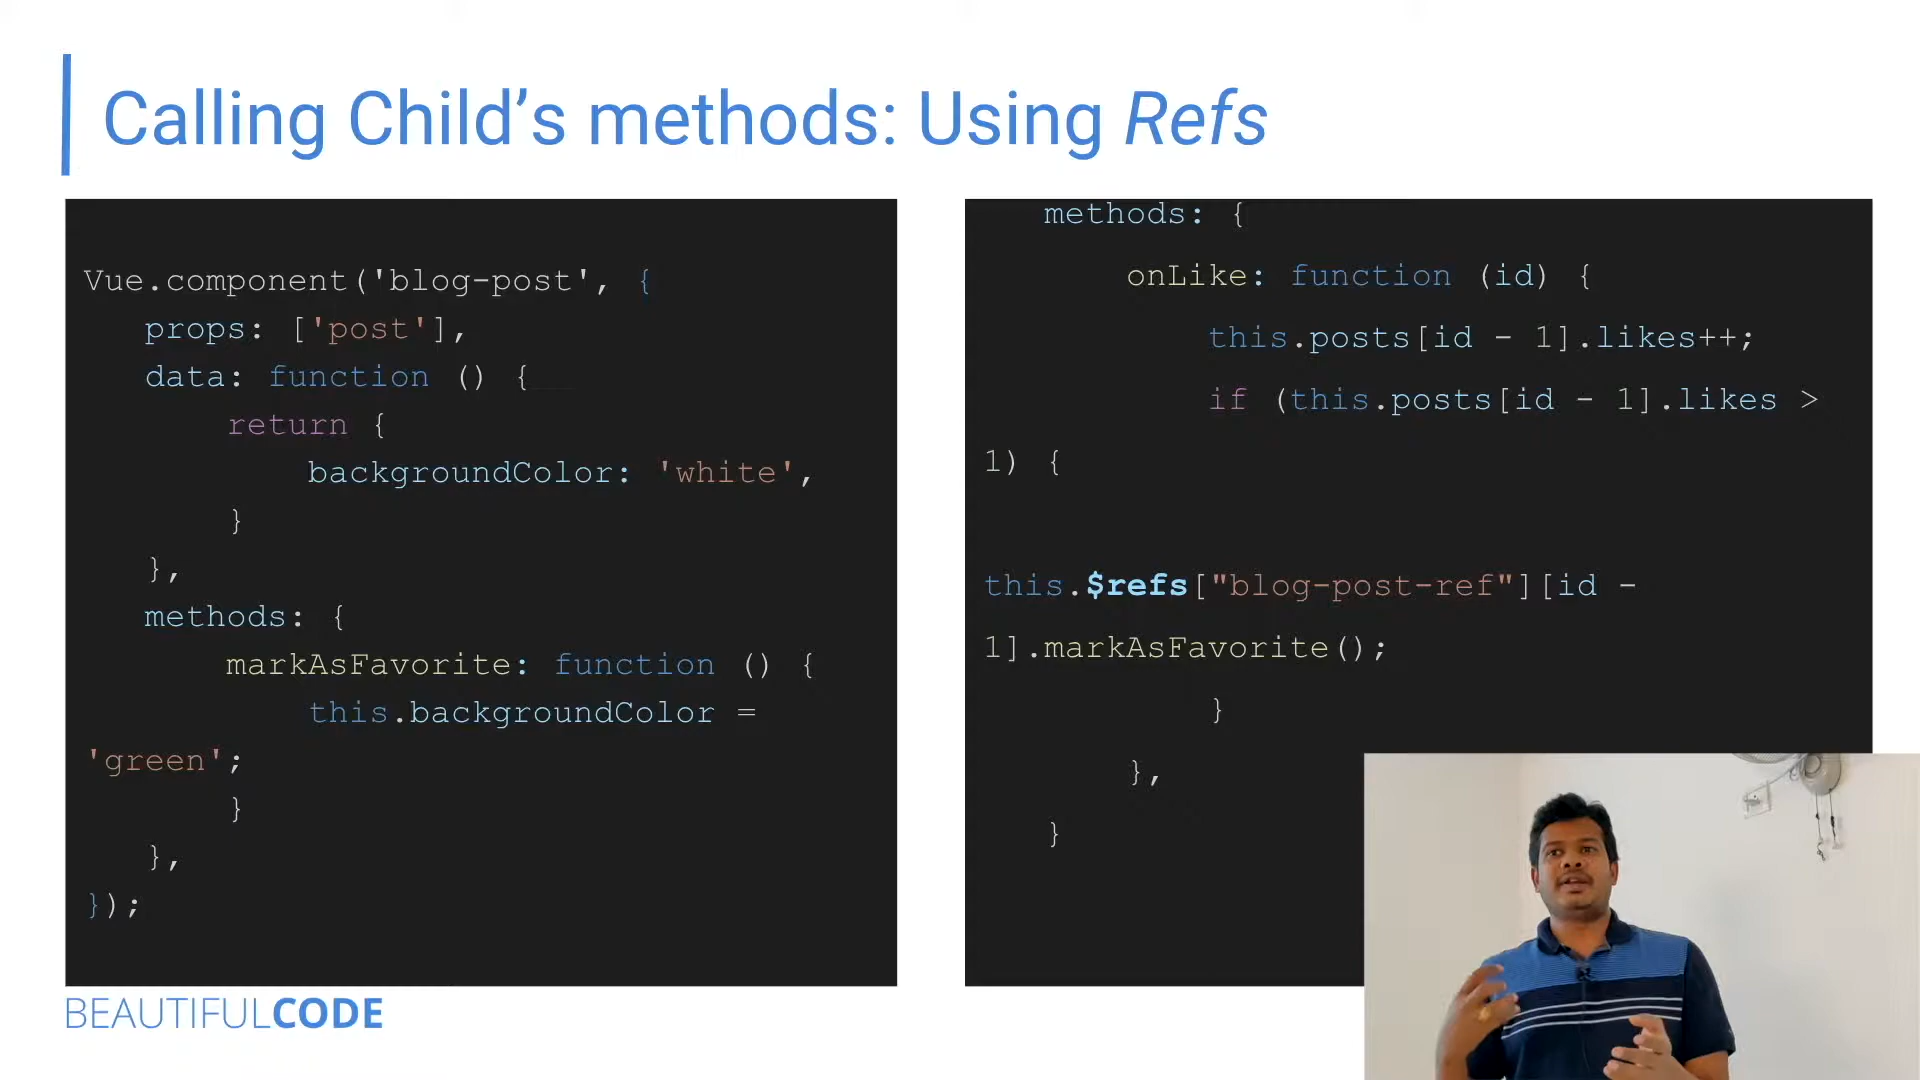 Calling Child’s methods: Using Refs
Vue.component('blog-post', {
props: ['post'],
data: function () {
return {
backgroundColor: 'white',
}
},
methods: {
markAsFavorite: function () {
this.backgroundColor =
'green';
}
},
});
methods: {
onLike: function (id) {
this.posts[id - 1].likes++;
if (this.posts[id - 1].likes >
1) {
this.$refs["blog-post-ref"][id -
1].markAsFavorite();
}
},
}
BEAUTIFULCODE